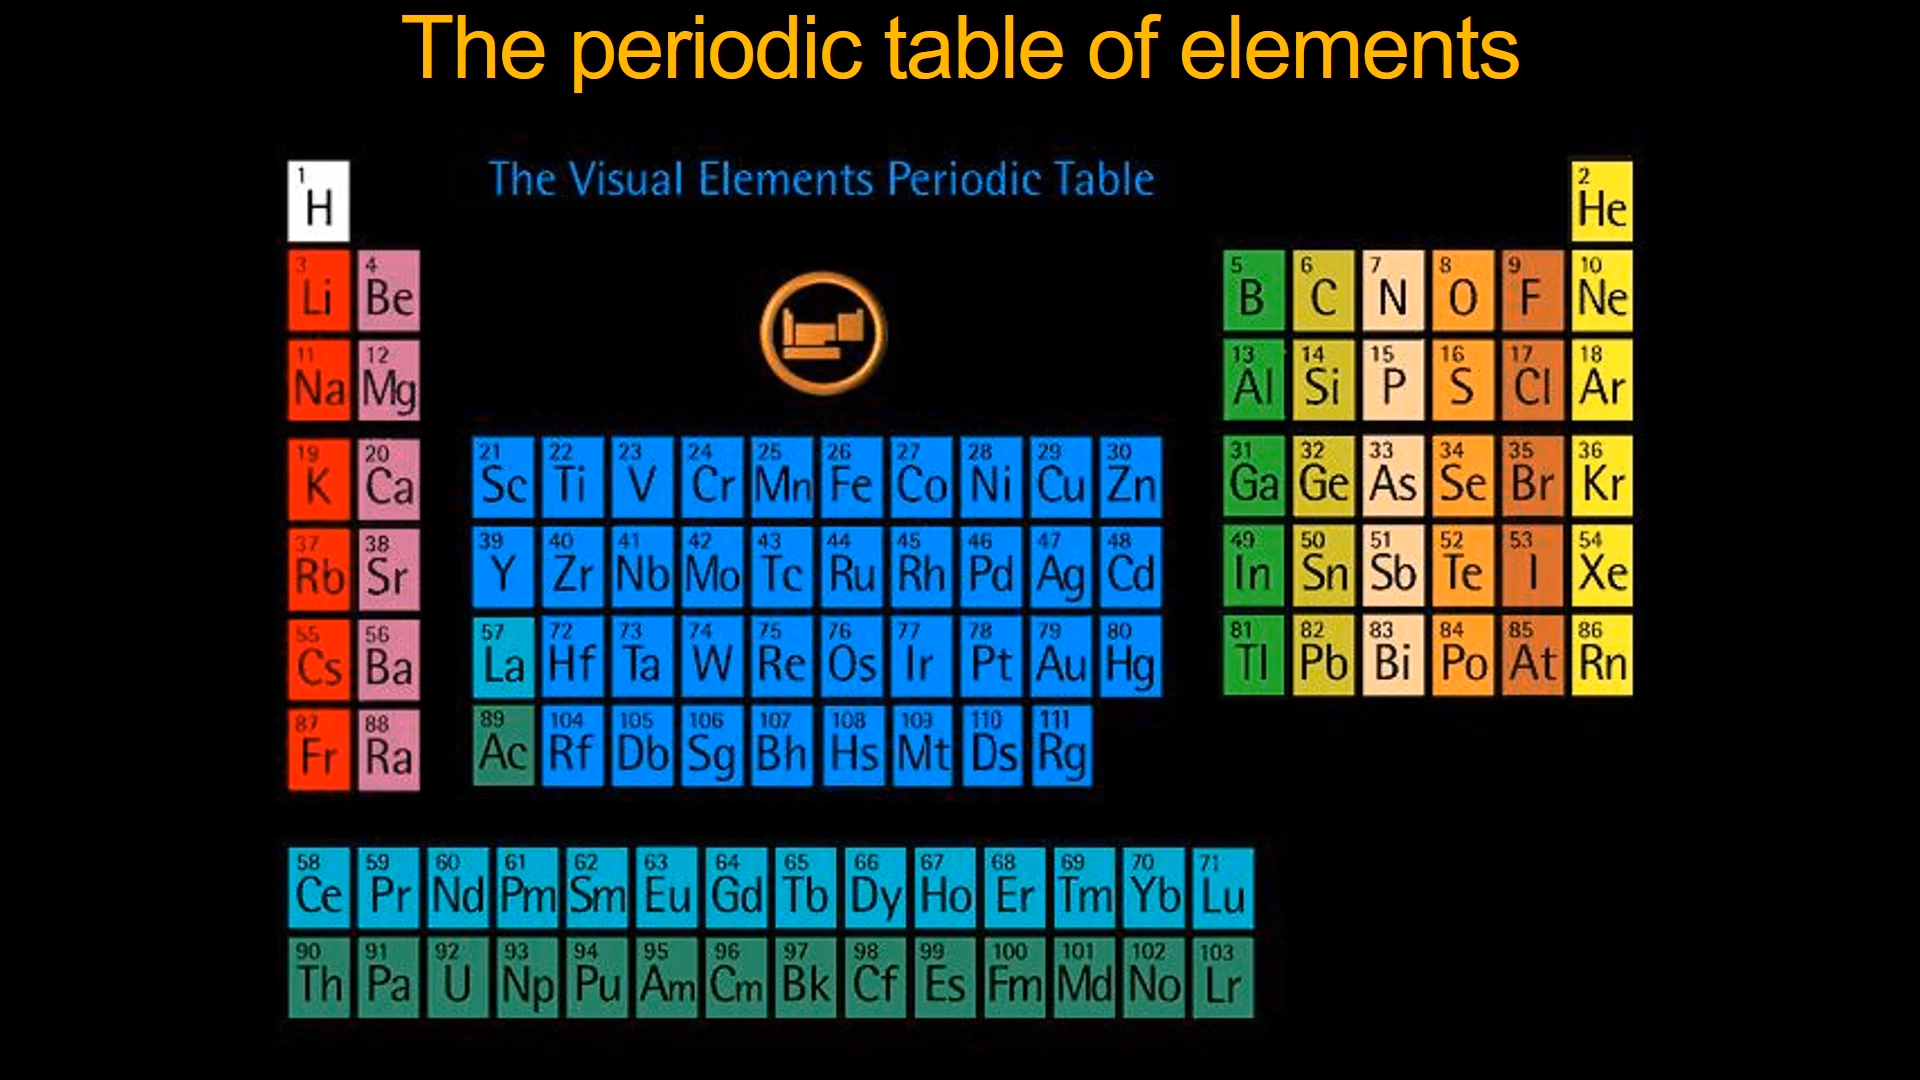 The periodic table of elements
The Visual Elements Periodic Table
1 2
H He
3 4 5 6 7 8 9 10
Li Be B C N O F Ne
11 12 13 14 15 16 17 18
Na Mg Al Si P S Cl Ar
19 20 21 22 23 24 25 26 27 28 29 30 31 32 33 34 35 36
K Ca Sc Ti V Cr Mn Fe Co Ni Cu Zn Ga Ge As Se Br Kr
37 38 39 40 41 42 43 44 45 46 47 48 49 50 51 52 53 54
Rb Sr Y Zr Nb Mo Tc Ru Rh Pd Ag Cd In Sn Sb Te I Xe
55 56 57 72 73 74 75 76 77 78 79 80 81 82 83 84 85 86
Cs Ba La Hf Ta W Re Os Ir Pt Au Hg Tl Pb Bi Po At Rn
87 88 89 104 105 106 107 108 109 110 111
Fr Ra Ac Rf Db Sg Bh Hs Mt Ds Rg
58 59 60 61 62 63 64 65 66 67 68 69 70 71
Ce Pr Nd Pm Sm Eu Gd Tb Dy Ho Er Tm Yb Lu
90 91 92 93 94 95 96 97 98 99 100 101 102 103
Th Pa U Np Pu Am Cm Bk Cf Es Fm Md No Lr